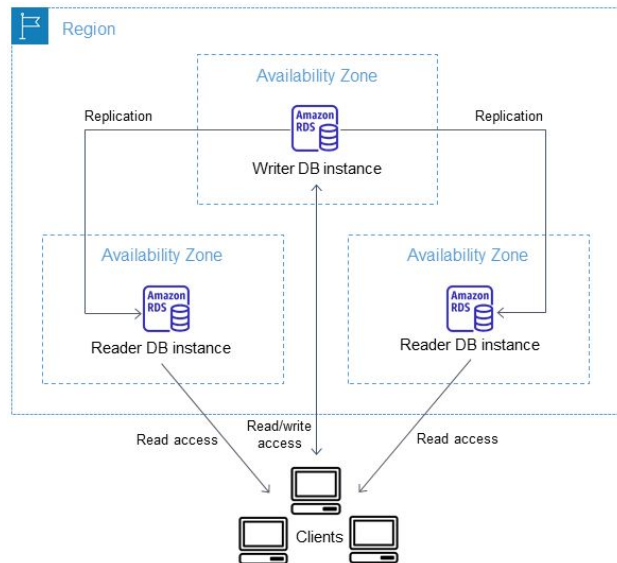 Region
Availability Zone
Replication
Amazon
RDS
Replication
Writer DB instance
Availability Zone
Availability Zone
Amazon
RDS
Amazon
RDS
Reader DB instance
Reader DB instance
Read access
Read/write
access
Read access
Clients